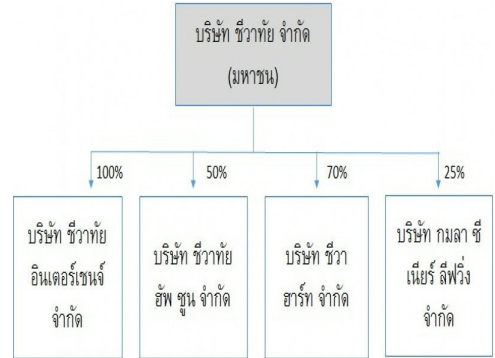 บริษัท ชีวาทัย จำกัด
(มหาชน)
100%
50%
70%
25%
บริษัท ชีวาทัย
อินเตอร์เชนจ์
จำกัด
บริษัท ชีวาทัย
ฮัพ ซูน จำกัด
บริษัท ชีวา
ฮาร์ท จำกัด
บริษัท กมลา ซี
เนียร์ ลีฟวิ่ง
จำกัด